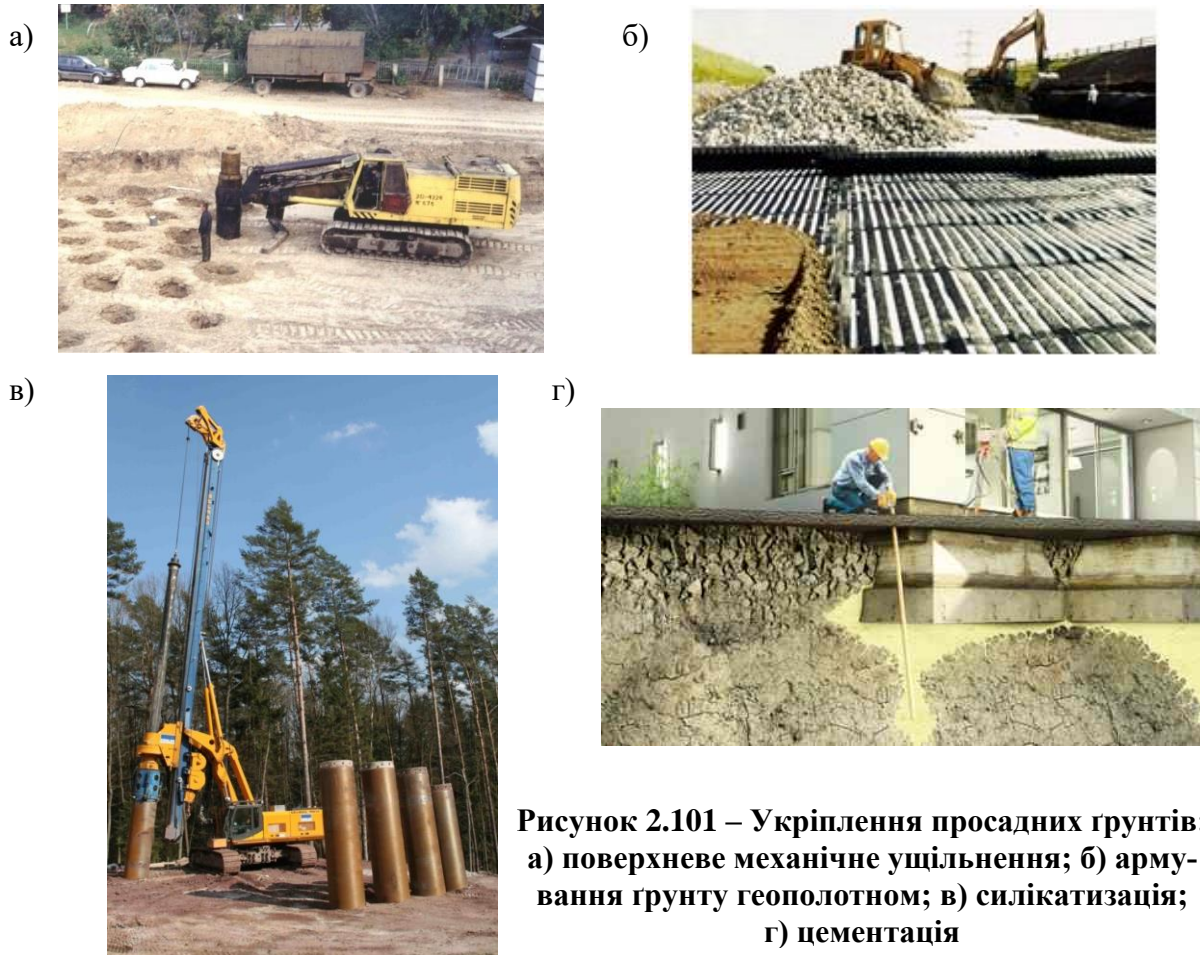 а)
б)
в)
г)
Рисунок 2.101 – Укріплення просадних ґрунтів:
а) поверхневе механічне ущільнення; б) арму-
вання ґрунту геополотном; в) силікатизація;
г) цементація